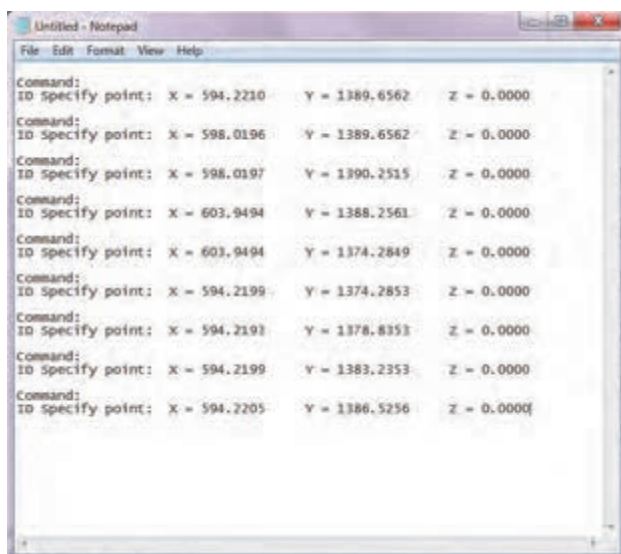 Untitled - Notepad
File Edit Format View Help
Command:
ID Specify point: X = 594.2210 Y = 1389.6562 Z = 0.0000
Command:
ID Specify point: X = 598.0196 Y = 1389.6562 Z = 0.0000
Command:
ID Specify point: X = 598.0197 Y = 1390.2515 Z = 0.0000
Command:
ID Specify point: X = 603.9494 Y = 1388.2561 Z = 0.0000
Command:
ID Specify point: X = 603.9494 Y = 1374.2849 Z = 0.0000
Command:
ID Specify point: X = 594.2199 Y = 1374.2853 Z = 0.0000
Command:
ID Specify point: X = 594.2193 Y = 1378.8353 Z = 0.0000
Command:
ID Specify point: X = 594.2199 Y = 1383.2353 Z = 0.0000
Command:
ID Specify point: X = 594.2205 Y = 1386.5256 Z = 0.0000